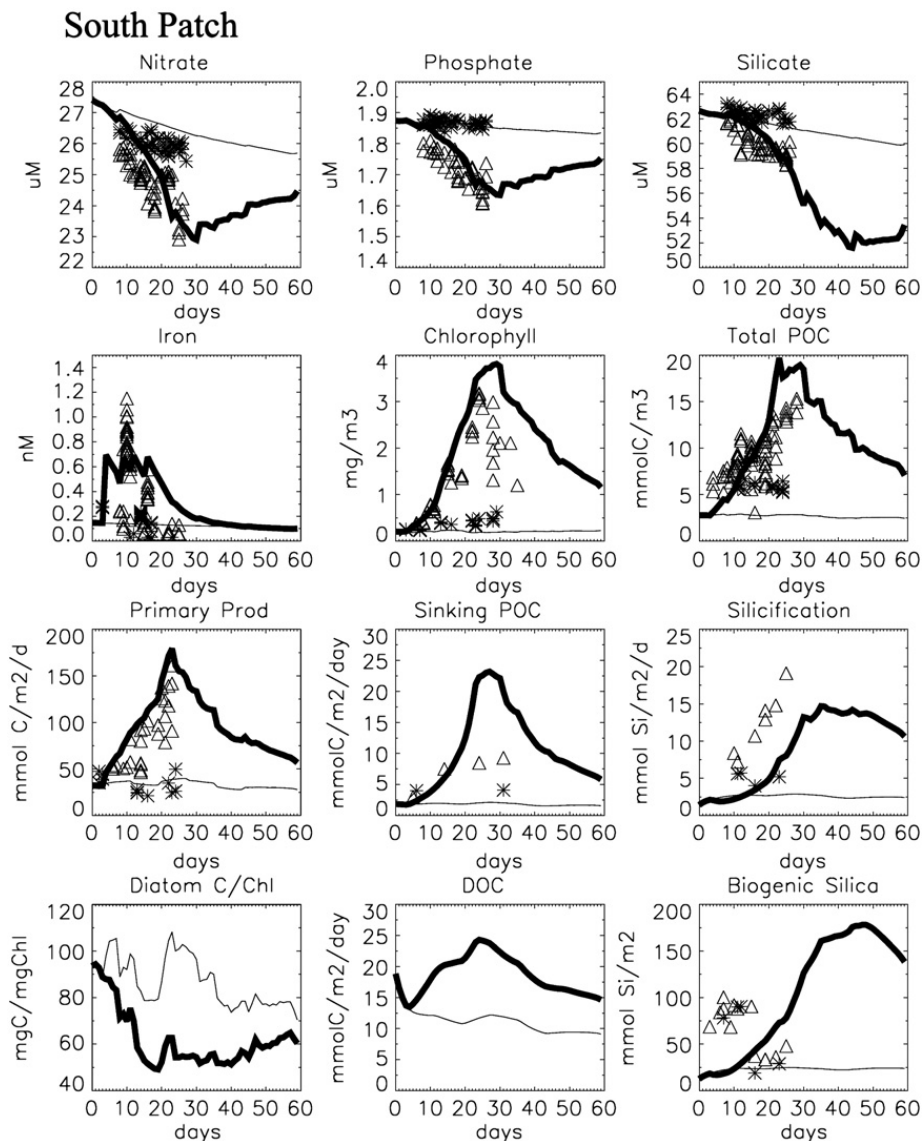 South Patch
Nitrate Phosphate Silicate
28 27 26 25 24 23 22
uM
0 10 20 30 40 50 60
days
1.9 1.8 1.7 1.6 1.5 1.4
uM
0 10 20 30 40 50 60
days
64 62 60 58 56 54 52 50
uM
0 10 20 30 40 50 60
days
Iron Chlorophyll Total POC
1.4 1.2 1.0 0.8 0.6 0.4 0.2 0.0
nM
0 10 20 30 40 50 60
days
4 3 2 1 0
mg/m3
0 10 20 30 40 50 60
days
20 15 10 5 0
mmolC/m3
0 10 20 30 40 50 60
days
Primary Prod Sinking POC Silicification
200 150 100 50 0
mmol C/m2/d
0 10 20 30 40 50 60
days
30 25 20 15 10 5 0
mmolC/m2/day
0 10 20 30 40 50 60
days
25 20 15 10 5 0
mmol Si/m2/d
0 10 20 30 40 50 60
days
Diatom C/Chl DOC Biogenic Silica
120 100 80 60 40
mgC/mgChl
0 10 20 30 40 50 60
days
30 25 20 15 10 5 0
mmolC/m2/day
0 10 20 30 40 50 60
days
200 150 100 50 0
mmol Si/m2
0 10 20 30 40 50 60
days